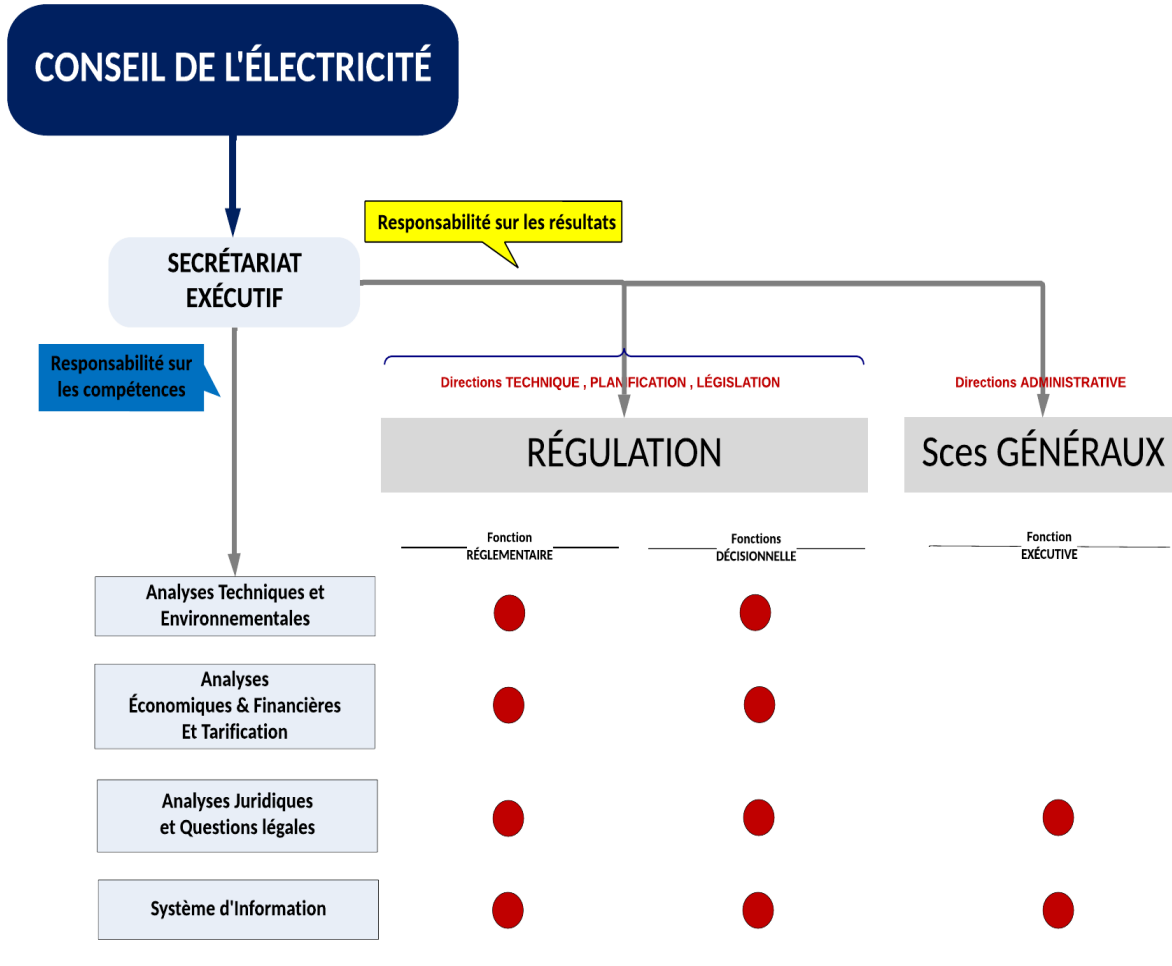 CONSEIL DE L'ÉLECTRICITÉ
Responsabilité sur les résultats
SECRÉTARIAT
EXÉCUTIF
Responsabilité sur
les compétences
Directions TECHNIQUE , PLANIFICATION , LÉGISLATION
Directions ADMINISTRATIVE
RÉGULATION
Sces GÉNÉRAUX
Fonction
RÉGLEMENTAIRE
Fonctions
DÉCISIONNELLE
Fonction
EXÉCUTIVE
Analyses Techniques et
Environnementales
Analyses
Économiques & Financières
Et Tarification
Analyses Juridiques
et Questions légales
Système d'Information